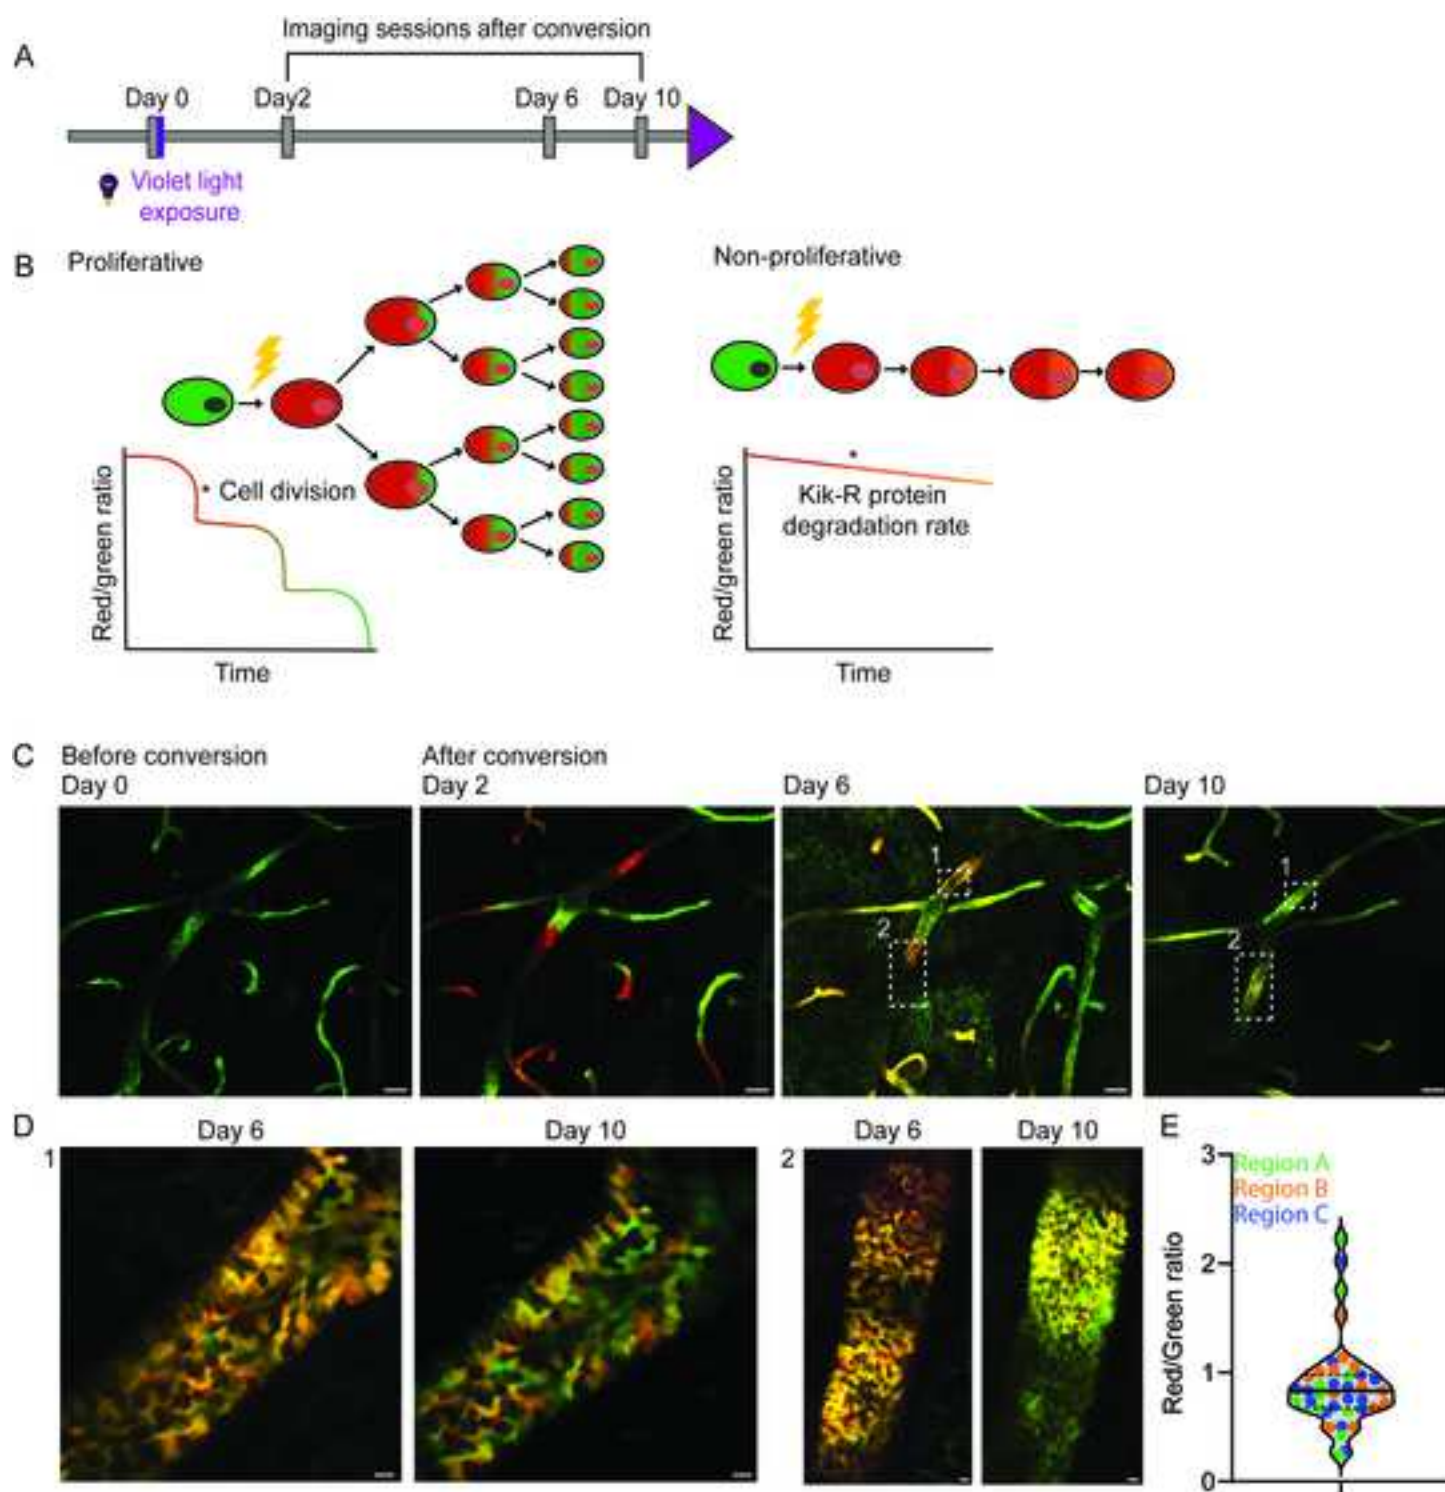 A
Imaging sessions after conversion
Day 0
Day2
Day 6
Day 10
Violet light
exposure
B
Proliferative
Non-proliferative
Red/green ratio
* Cell division
Time
Red/green ratio
*
Kik-R protein
degradation rate
Time
C
Before conversion
Day 0
After conversion
Day 2
Day 6
Day 10
1
2
1
2
D
1
Day 6
Day 10
2
Day 6
Day 10
E
Red/Green ratio
3
2
1
0
Region A
Region B
Region C